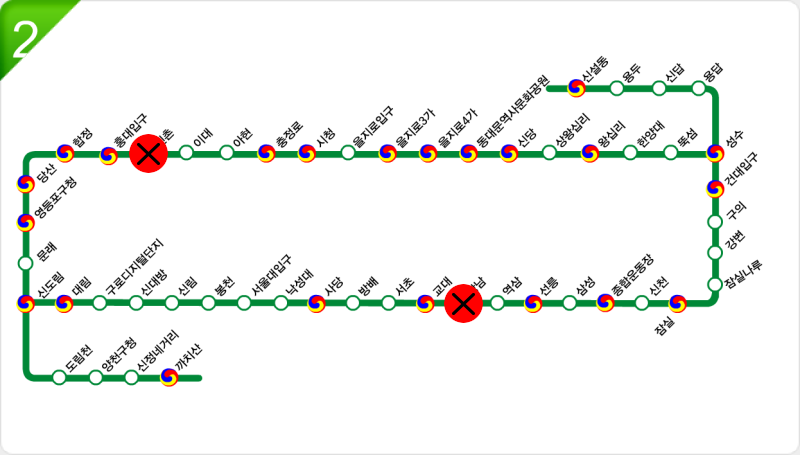 2
신설동
용두
신답
용답
합정
홍대입구
촌
이대
아현
충정로
시청
을지로입구
을지로3가
을지로4가
동대문역사문화공원
신당
상왕십리
왕십리
한양대
뚝섬
성수
당산
영등포구청
문래
건대입구
구의
강변
잠실나루
신도림
대림
구로디지털단지
신대방
신림
봉천
서울대입구
낙성대
사당
방배
서초
교대
남
역삼
선릉
삼성
종합운동장
신천
잠실
도림천
양천구청
신정네거리
까치산